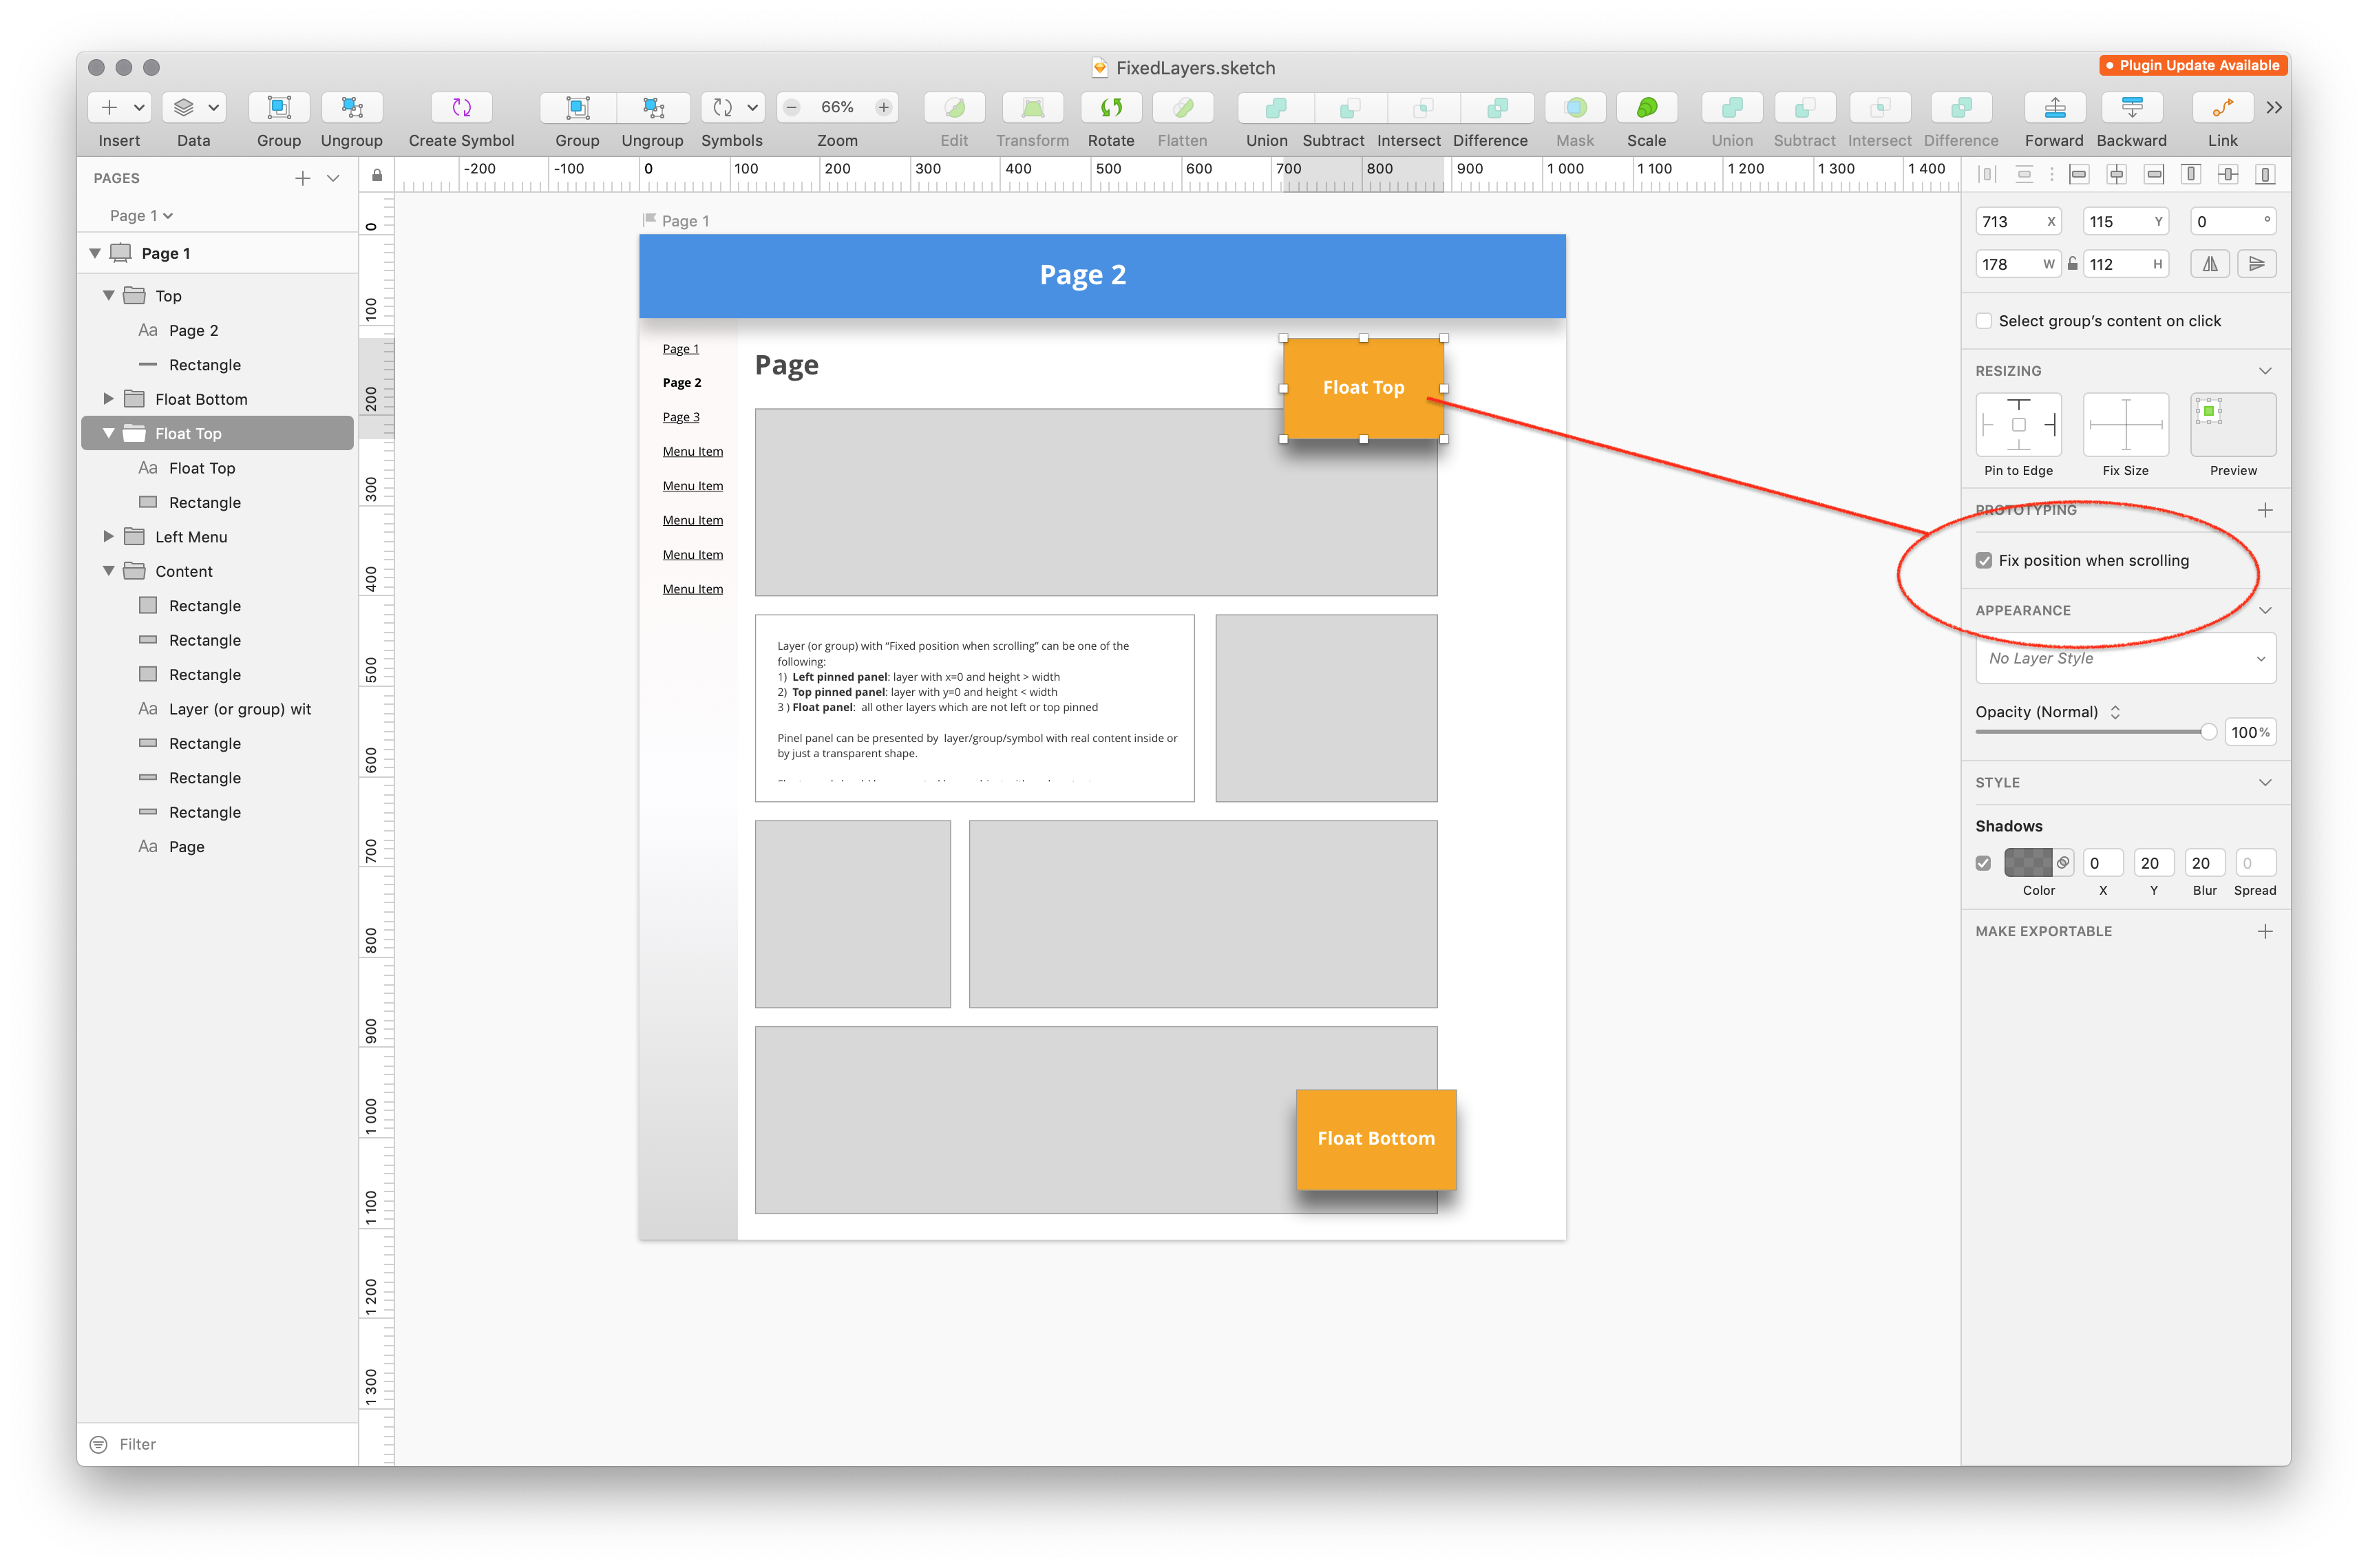 FixedLayers.sketch
Plugin Update Available
66%
Insert
Data
Group
Ungroup
Create Symbol
Group
Ungroup
Symbols
Zoom
Edit
Transform
Rotate
Flatten
Union
Subtract
Intersect
Difference
Mask
Scale
Union
Subtract
Intersect
Difference
Forward
Backward
Link
PAGES
Page 1
Page 1
Top
Aa Page 2
Rectangle
Float Bottom
Float Top
Aa Float Top
Rectangle
Left Menu
Content
Rectangle
Rectangle
Rectangle
Aa Layer (or group) wit
Rectangle
Rectangle
Rectangle
Aa Page
Filter
-200 -100 0 100 200 300 400 500 600 700 800 900 1 000 1 100 1 200 1 300 1 400
0
100
200
300
400
500
600
700
800
900
1 000
1 100
1 200
1 300
Page 1
Page 2
Page 1
Page 2
Page 3
Menu Item
Menu Item
Menu Item
Menu Item
Menu Item
Page
Float Top
Layer (or group) with “Fixed position when scrolling” can be one of the
following:
1) Left pinned panel: layer with x=0 and height > width
2) Top pinned panel: layer with y=0 and height < width
3 ) Float panel: all other layers which are not left or top pinned
Pinel panel can be presented by layer/group/symbol with real content inside or
by just a transparent shape.
Float Bottom
713 X 115 Y 0 °
178 W 112 H
Select group’s content on click
RESIZING
Pin to Edge
Fix Size
Preview
PROTOTYPING
Fix position when scrolling
APPEARANCE
No Layer Style
Opacity (Normal)
100%
STYLE
Shadows
0 20 20 0
Color X Y Blur Spread
MAKE EXPORTABLE